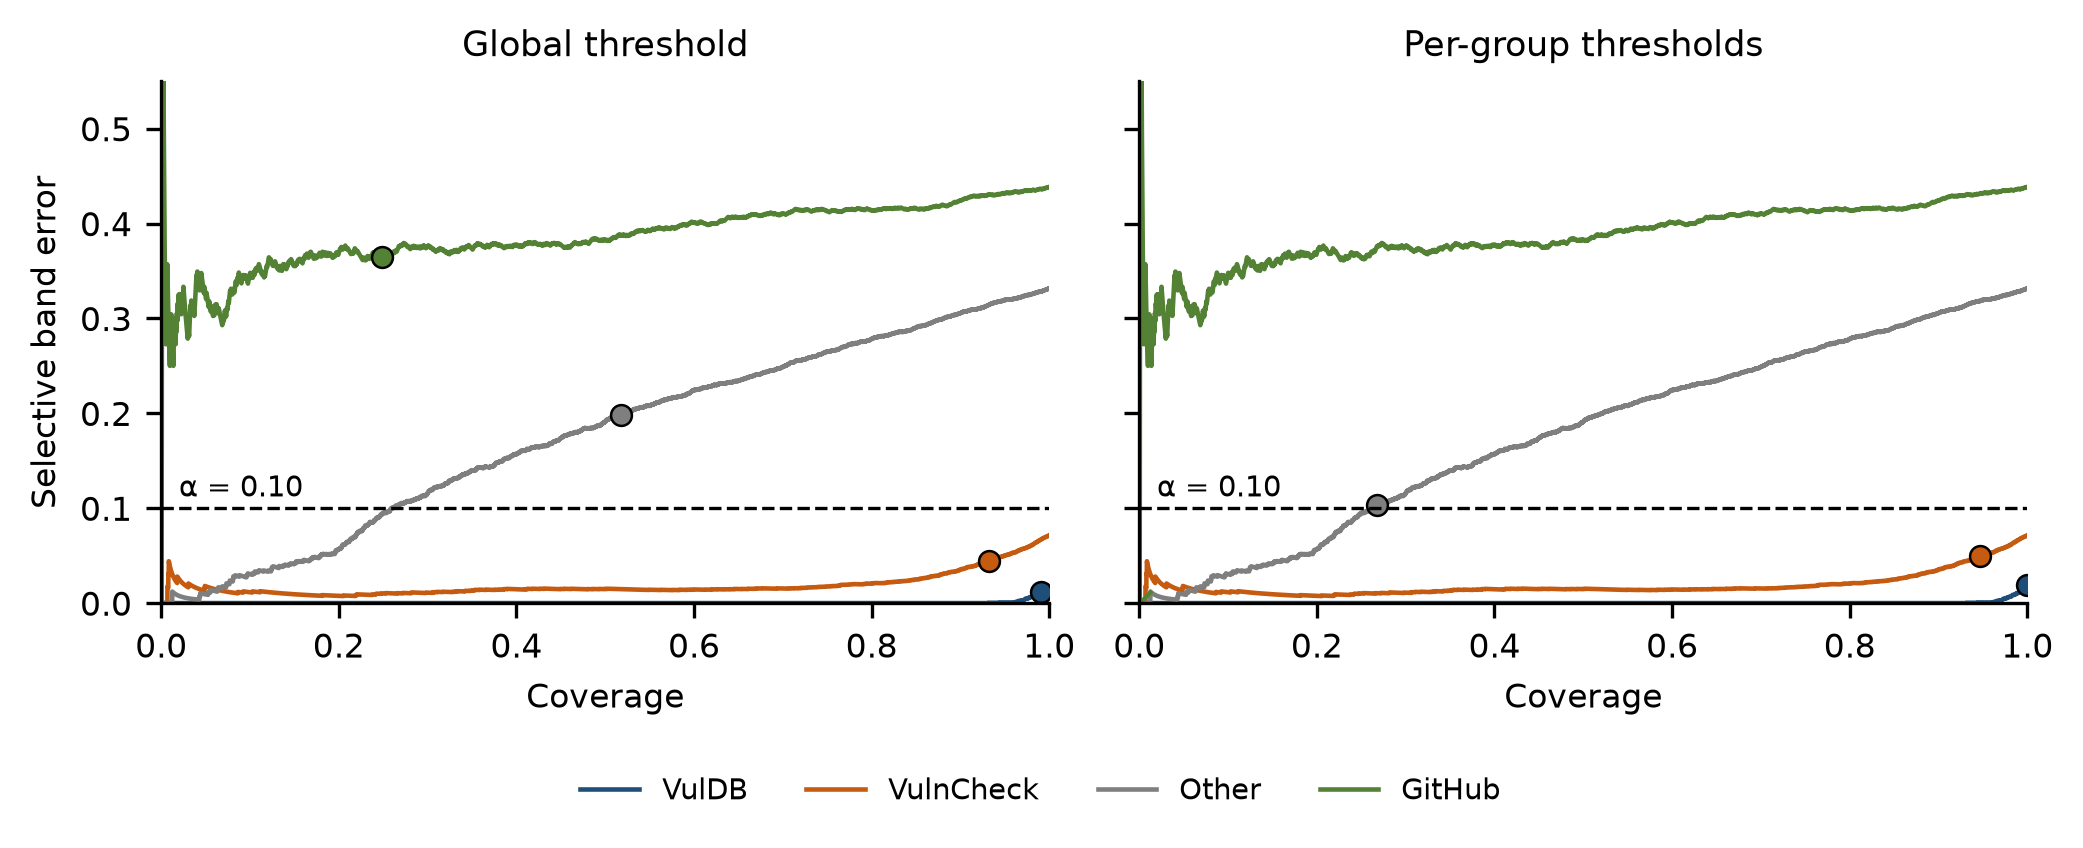 Global threshold
Per-group thresholds
Selective band error
0.5
0.4
0.3
0.2
0.1
0.0
α = 0.10
α = 0.10
0.0 0.2 0.4 0.6 0.8 1.0
0.0 0.2 0.4 0.6 0.8 1.0
Coverage
Coverage
VulDB VulnCheck Other GitHub